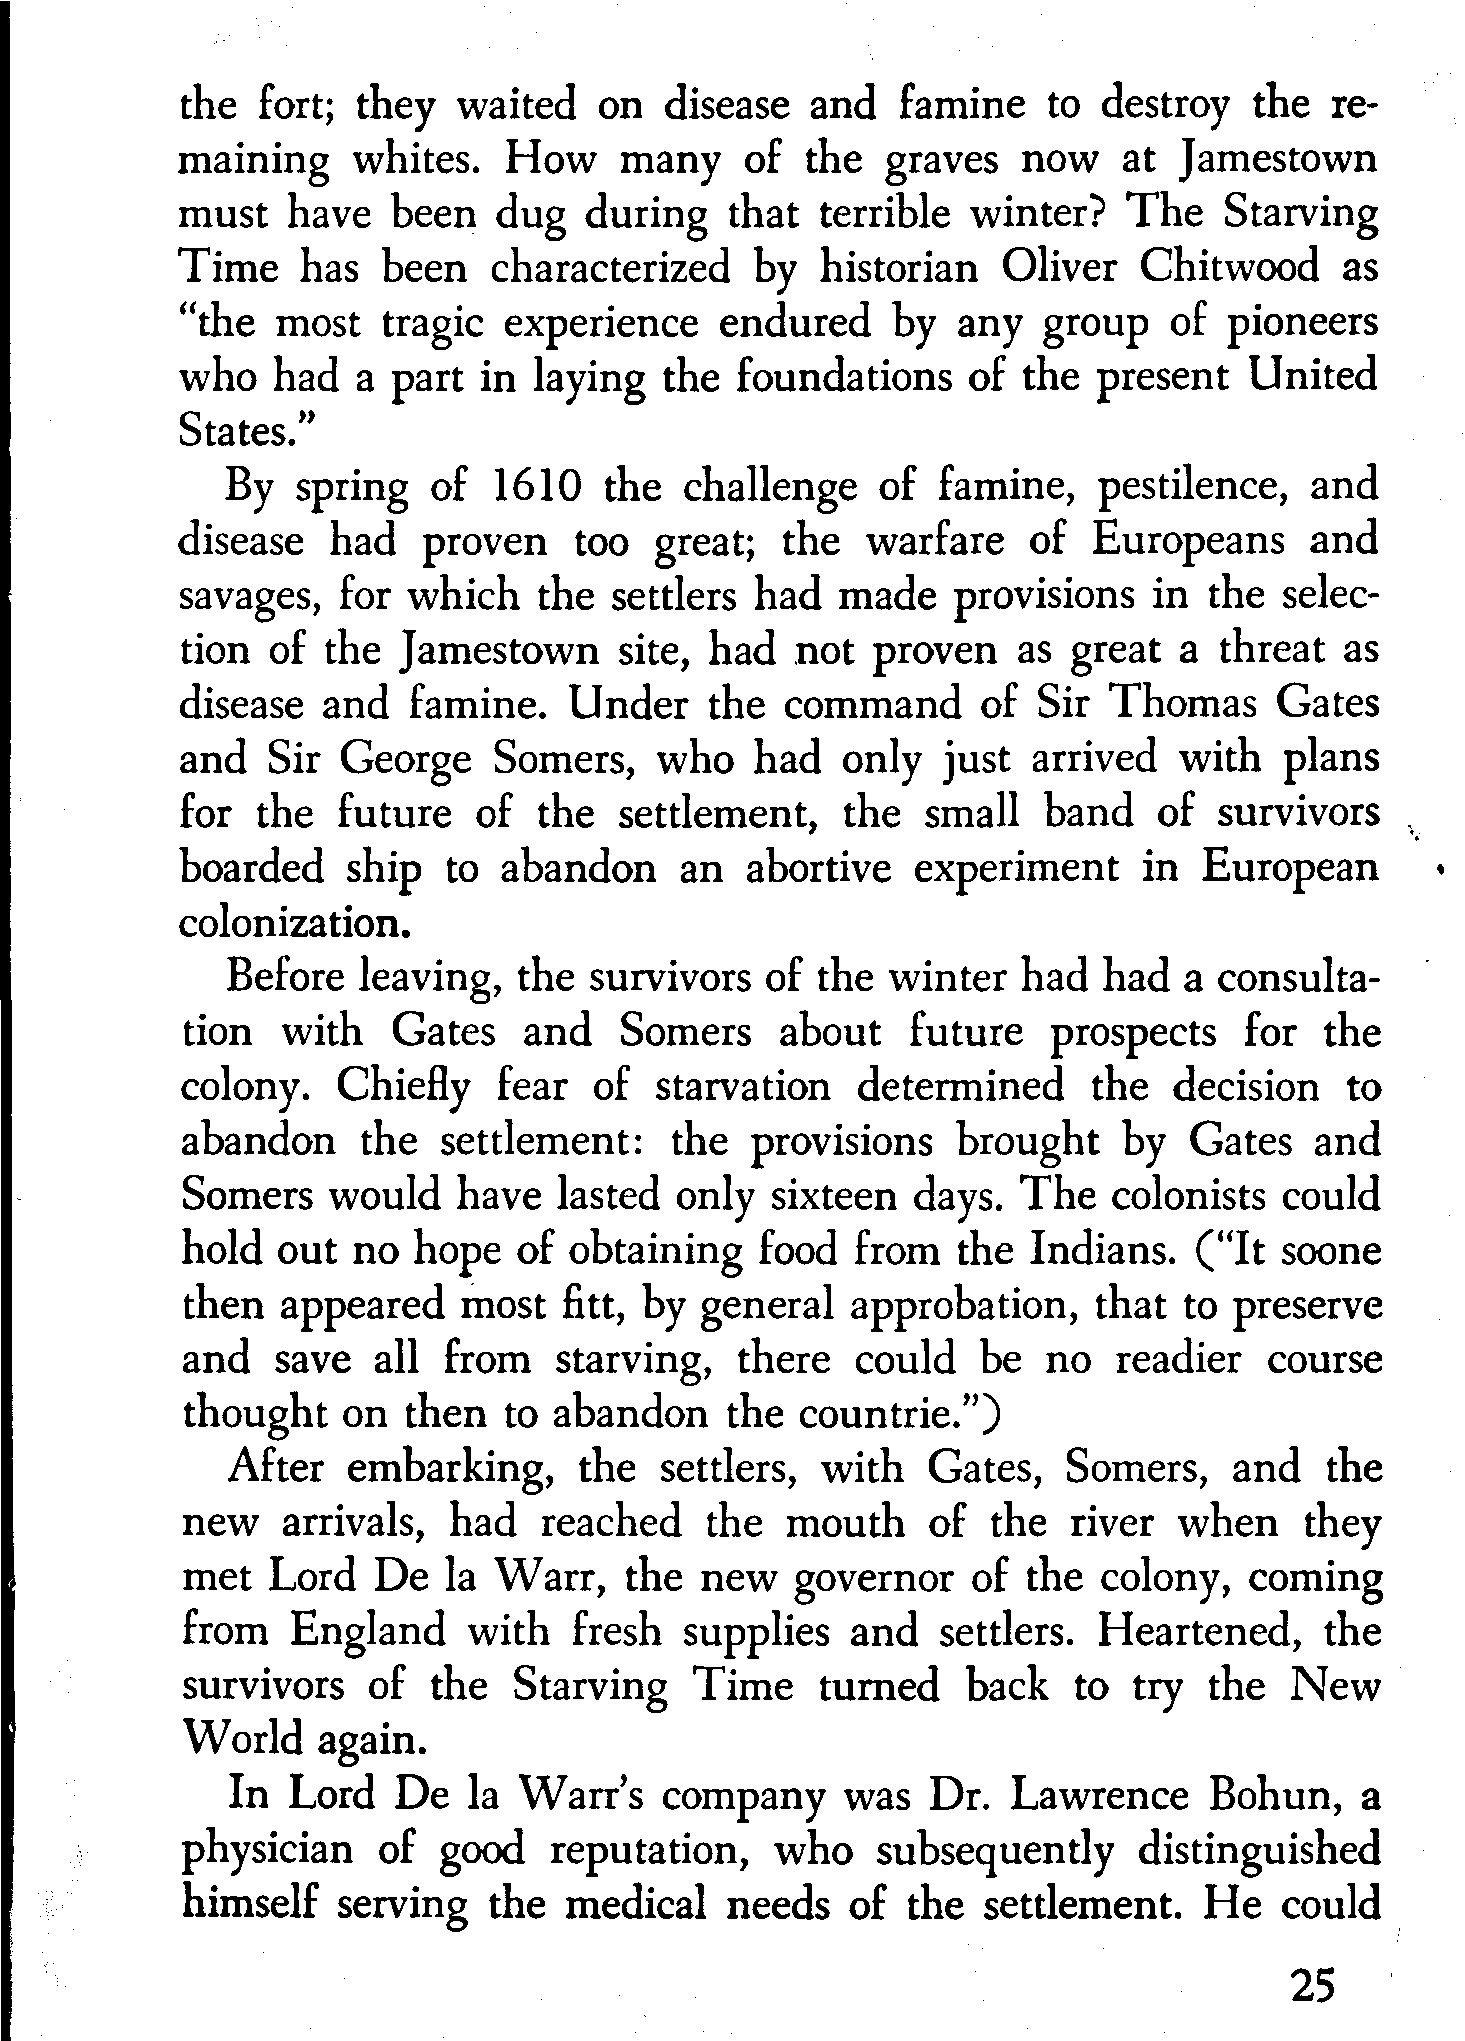 the fort; they waited on disease and famine to destroy the re-
maining whites. How many of the graves now at Jamestown
must have been dug during that terrible winter? The Starving
Time has been characterized by historian Oliver Chitwood as
“the most tragic experience endured by any group of pioneers
who had a part in laying the foundations of the present United
States.”
By spring of 1610 the challenge of famine, pestilence, and
disease had proven too great; the warfare of Europeans and
savages, for which the settlers had made provisions in the selec-
tion of the Jamestown site, had not proven as great a threat as
disease and famine. Under the command of Sir Thomas Gates
and Sir George Somers, who had only just arrived with plans
for the future of the settlement, the small band of survivors
boarded ship to abandon an abortive experiment in European
colonization.
Before leaving, the survivors of the winter had had a consulta-
tion with Gates and Somers about future prospects for the
colony. Chiefly fear of starvation determined the decision to
abandon the settlement: the provisions brought by Gates and
Somers would have lasted only sixteen days. The colonists could
hold out no hope of obtaining food from the Indians. (“It soone
then appeared most fitt, by general approbation, that to preserve
and save all from starving, there could be no readier course
thought on then to abandon the countrie.”)
After embarking, the settlers, with Gates, Somers, and the
new arrivals, had reached the mouth of the river when they
met Lord De la Warr, the new governor of the colony, coming
from England with fresh supplies and settlers. Heartened, the
survivors of the Starving Time turned back to try the New
World again.
In Lord De la Warr’s company was Dr. Lawrence Bohun, a
physician of good reputation, who subsequently distinguished
himself serving the medical needs of the settlement. He could
25